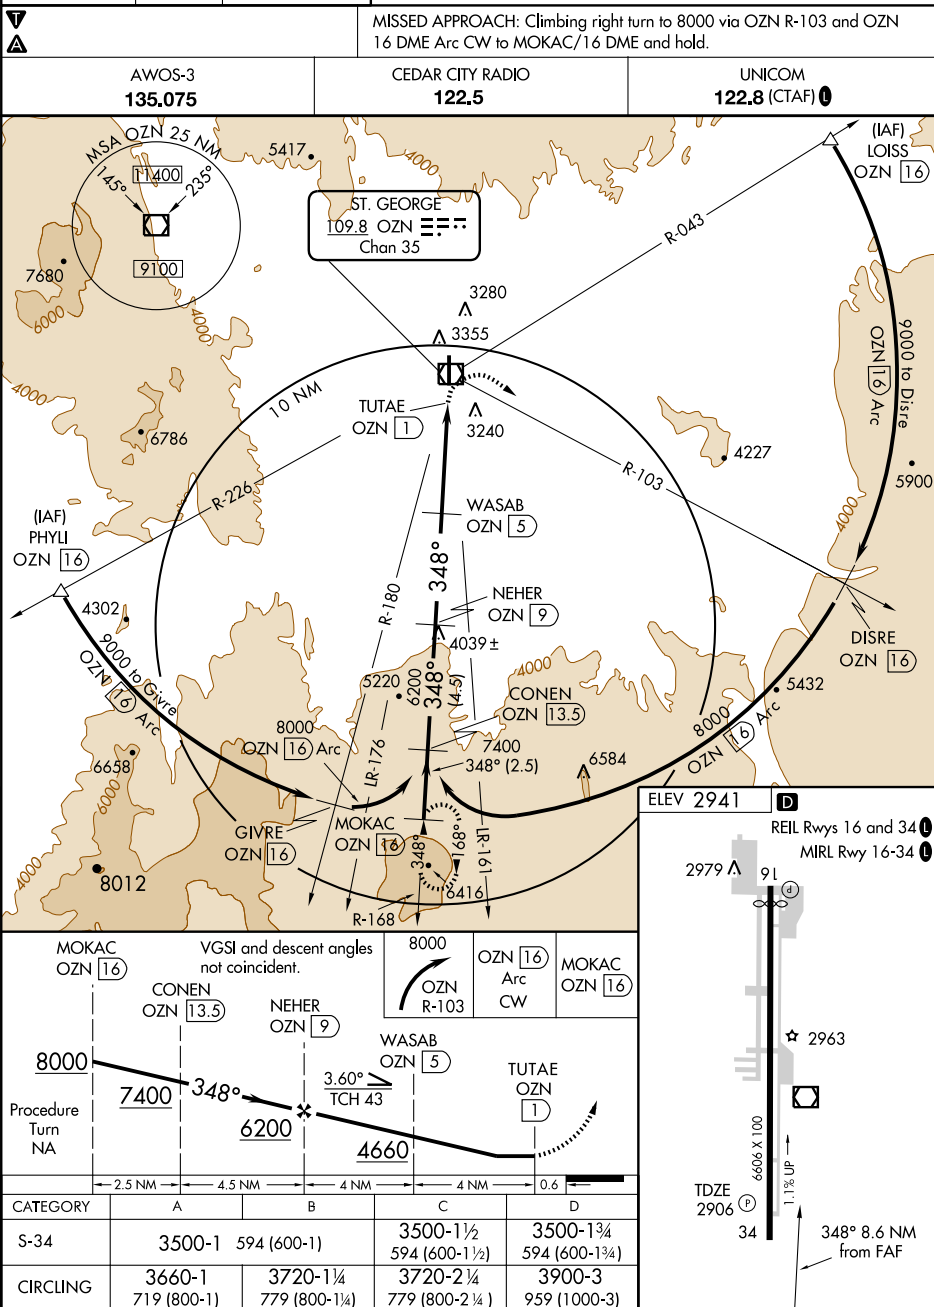 T
A
MISSED APPROACH: Climbing right turn to 8000 via OZN R-103 and OZN
16 DME Arc CW to MOKAC/16 DME and hold.
AWOS-3
135.075
CEDAR CITY RADIO
122.5
UNICOM
122.8 (CTAF) L
MSA OZN 25 NM
145°
11400
235°
9100
5417
4000
(IAF)
LOISS
OZN 16
ST. GEORGE
109.8 OZN
Chan 35
R-043
7680
6000
4000
3280
3355
9000 to Disre
OZN 16 Arc
10 NM
4000
TUTAE
OZN 1
3240
6786
4227
R-226
R-103
5900
4000
WASAB
OZN 5
(IAF)
PHYLI
OZN 16
348°
R-180
NEHER
OZN 9
4302
4039±
DISRE
OZN 16
9000 to Givre
OZN 16 Arc
5220
6200
348°
(4.5)
4000
CONEN
OZN 13.5
5432
8000
OZN 16 Arc
8000
OZN 16 Arc
7400
348° (2.5)
6658
6584
LR-176
6000
GIVRE
OZN 16
MOKAC
OZN 16
348°
168°
LR-161
4000
8012
6416
R-168
ELEV 2941
D
REIL Rwys 16 and 34 L
MIRL Rwy 16-34 L
2979
16
P
2963
6606 X 100
1.1% UP
TDZE
2906
P
34
348° 8.6 NM
from FAF
MOKAC
OZN 16
VGSI and descent angles
not coincident.
8000
OZN
R-103
OZN 16
Arc
CW
MOKAC
OZN 16
CONEN
OZN 13.5
NEHER
OZN 9
WASAB
OZN 5
TUTAE
OZN
1
8000
7400
348°
3.60°
TCH 43
6200
4660
Procedure
Turn
NA
2.5 NM
4.5 NM
4 NM
4 NM
0.6
CATEGORY
A
B
C
D
S-34
3500-1 594 (600-1)
3500-1½
594 (600-1½)
3500-1¾
594 (600-1¾)
CIRCLING
3660-1
719 (800-1)
3720-1¼
779 (800-1¼)
3720-2¼
779 (800-2¼)
3900-3
959 (1000-3)